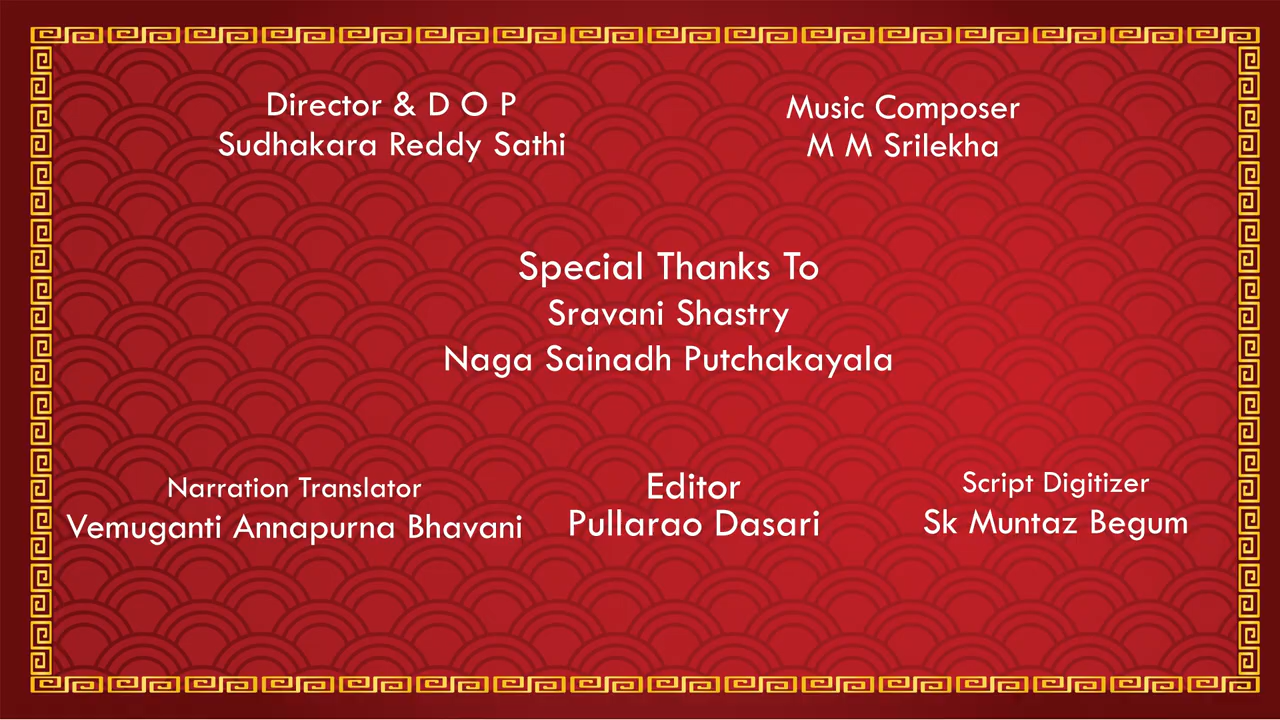 Director & D O P
Sudhakara Reddy Sathi
Music Composer
M M Srilekha
Special Thanks To
Sravani Shastry
Naga Sainadh Putchakayala
Narration Translator
Vemuganti Annapurna Bhavani
Editor
Pullarao Dasari
Script Digitizer
Sk Muntaz Begum